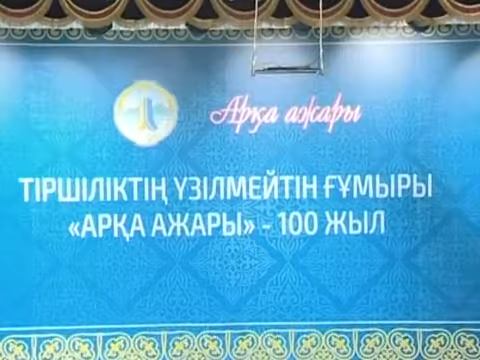 Арқа ажары
ТІРШІЛІКТІҢ ҮЗІЛМЕЙТІН ҒҰМЫРЫ
«АРҚА АЖАРЫ» - 100 ЖЫЛ